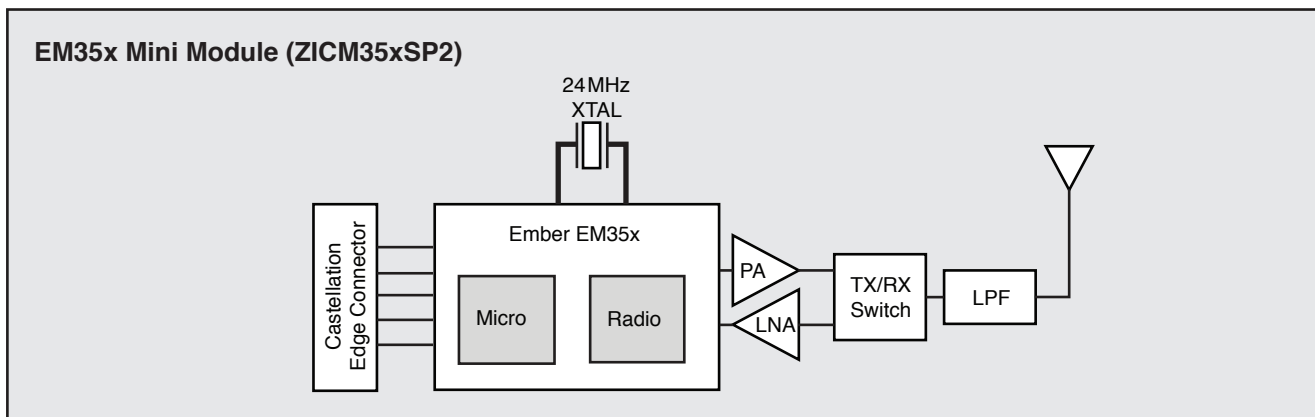 EM35x Mini Module (ZICM35xSP2)
24MHz
XTAL
Castellation
Edge Connector
Ember EM35x
Micro
Radio
PA
LNA
TX/RX
Switch
LPF